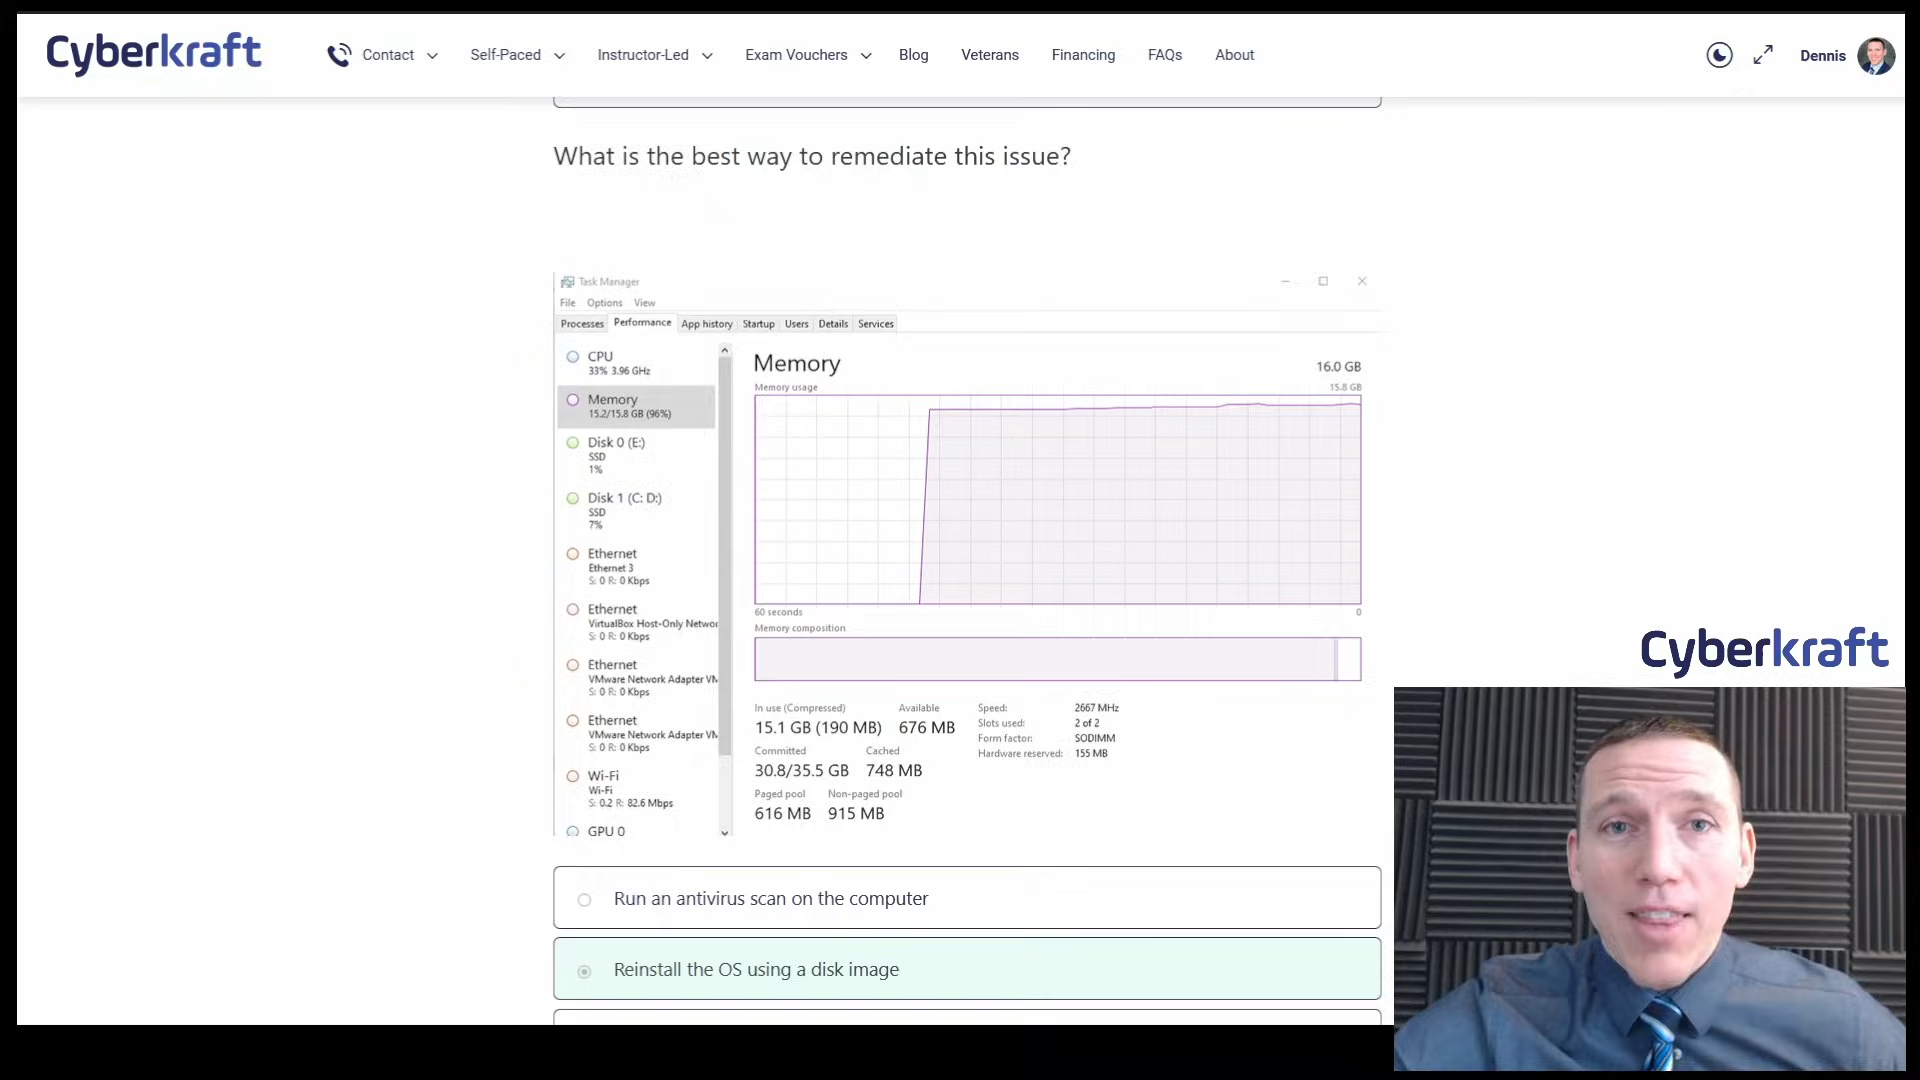 Cyberkraft
Contact
Self-Paced
Instructor-Led
Exam Vouchers
Blog
Veterans
Financing
FAQs
About
Dennis
What is the best way to remediate this issue?
Task Manager
File Options View
Processes Performance App history Startup Users Details Services
CPU
33% 3.96 GHz
Memory
15.2/15.8 GB (96%)
Disk 0 (E:)
SSD
1%
Disk 1 (C: D:)
SSD
7%
Ethernet
Ethernet 3
S: 0 R: 0 Kbps
Ethernet
VirtualBox Host-Only Networ
S: 0 R: 0 Kbps
Ethernet
VMware Network Adapter VM
S: 0 R: 0 Kbps
Ethernet
VMware Network Adapter VM
S: 0 R: 0 Kbps
Wi-Fi
Wi-Fi
S: 0.2 R: 82.6 Mbps
GPU 0
Memory 16.0 GB
Memory usage 15.8 GB
60 seconds 0
Memory composition
In use (Compressed) Available
15.1 GB (190 MB) 676 MB
Committed Cached
30.8/35.5 GB 748 MB
Paged pool Non-paged pool
616 MB 915 MB
Speed: 2667 MHz
Slots used: 2 of 2
Form factor: SODIMM
Hardware reserved: 155 MB
Run an antivirus scan on the computer
Reinstall the OS using a disk image
Cyberkraft